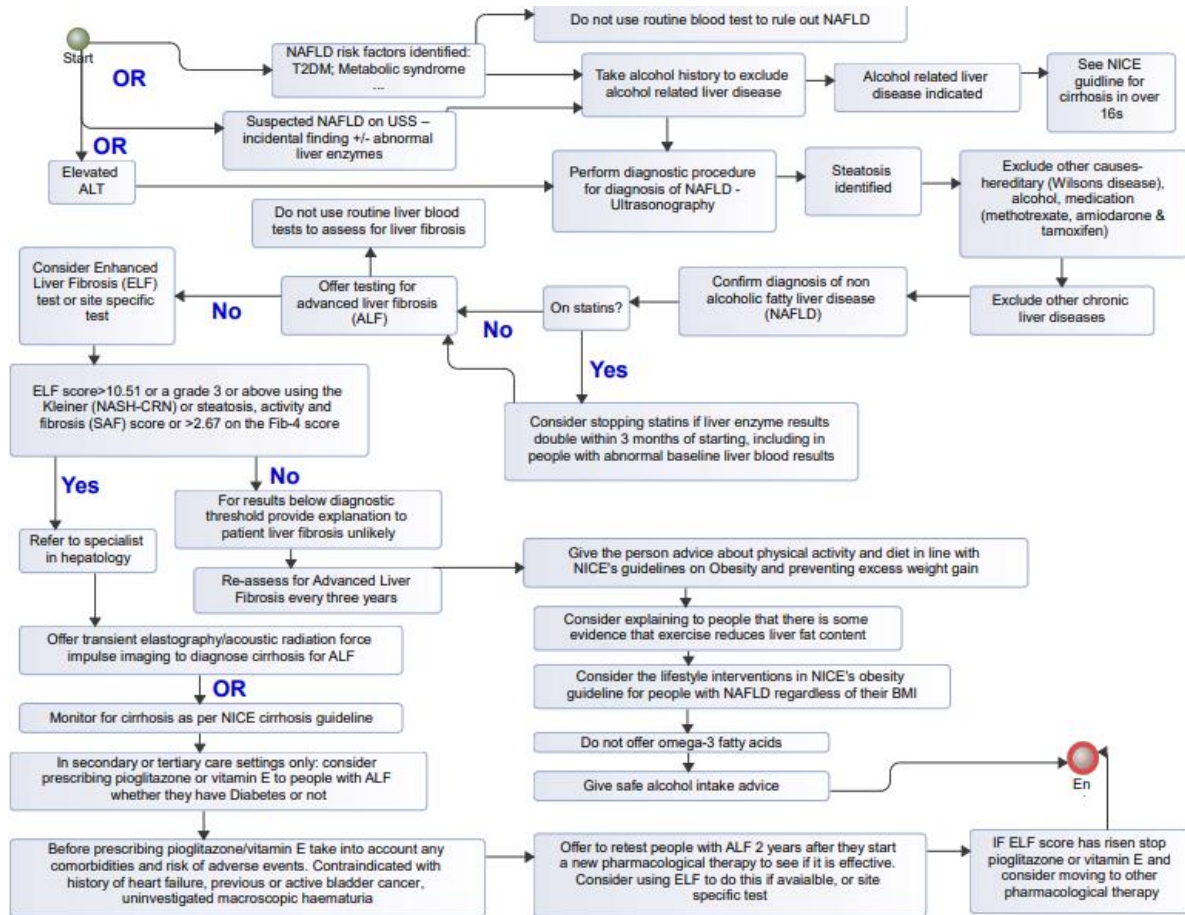 Do not use routine blood test to rule out NAFLD
Start
OR
NAFLD risk factors identified:
T2DM; Metabolic syndrome
...
Take alcohol history to exclude
alcohol related liver disease
Alcohol related liver
disease indicated
See NICE
guidline for
cirrhosis in over
16s
Suspected NAFLD on USS –
incidental finding +/- abnormal
liver enzymes
OR
Elevated
ALT
Perform diagnostic procedure
for diagnosis of NAFLD -
Ultrasonography
Steatosis
identified
Exclude other causes-
hereditary (Wilsons disease),
alcohol, medication
(methotrexate, amiodarone &
tamoxifen)
Do not use routine liver blood
tests to assess for liver fibrosis
Consider Enhanced
Liver Fibrosis (ELF)
test or site specific
test
No
Offer testing for
advanced liver fibrosis
(ALF)
No
On statins?
Confirm diagnosis of non
alcoholic fatty liver disease
(NAFLD)
Exclude other chronic
liver diseases
Yes
ELF score>10.51 or a grade 3 or above using the
Kleiner (NASH-CRN) or steatosis, activity and
fibrosis (SAF) score or >2.67 on the Fib-4 score
Consider stopping statins if liver enzyme results
double within 3 months of starting, including in
people with abnormal baseline liver blood results
Yes
No
For results below diagnostic
threshold provide explanation to
patient liver fibrosis unlikely
Refer to specialist
in hepatology
Re-assess for Advanced Liver
Fibrosis every three years
Give the person advice about physical activity and diet in line with
NICE's guidelines on Obesity and preventing excess weight gain
Offer transient elastography/acoustic radiation force
impulse imaging to diagnose cirrhosis for ALF
Consider explaining to people that there is some
evidence that exercise reduces liver fat content
OR
Consider the lifestyle interventions in NICE's obesity
guideline for people with NAFLD regardless of their BMI
Monitor for cirrhosis as per NICE cirrhosis guideline
Do not offer omega-3 fatty acids
In secondary or tertiary care settings only: consider
prescribing pioglitazone or vitamin E to people with ALF
whether they have Diabetes or not
Give safe alcohol intake advice
En
Before prescribing pioglitazone/vitamin E take into account any
comorbidities and risk of adverse events. Contraindicated with
history of heart failure, previous or active bladder cancer,
uninvestigated macroscopic haematuria
Offer to retest people with ALF 2 years after they start
a new pharmacological therapy to see if it is effective.
Consider using ELF to do this if avaialble, or site
specific test
IF ELF score has risen stop
pioglitazone or vitamin E and
consider moving to other
pharmacological therapy